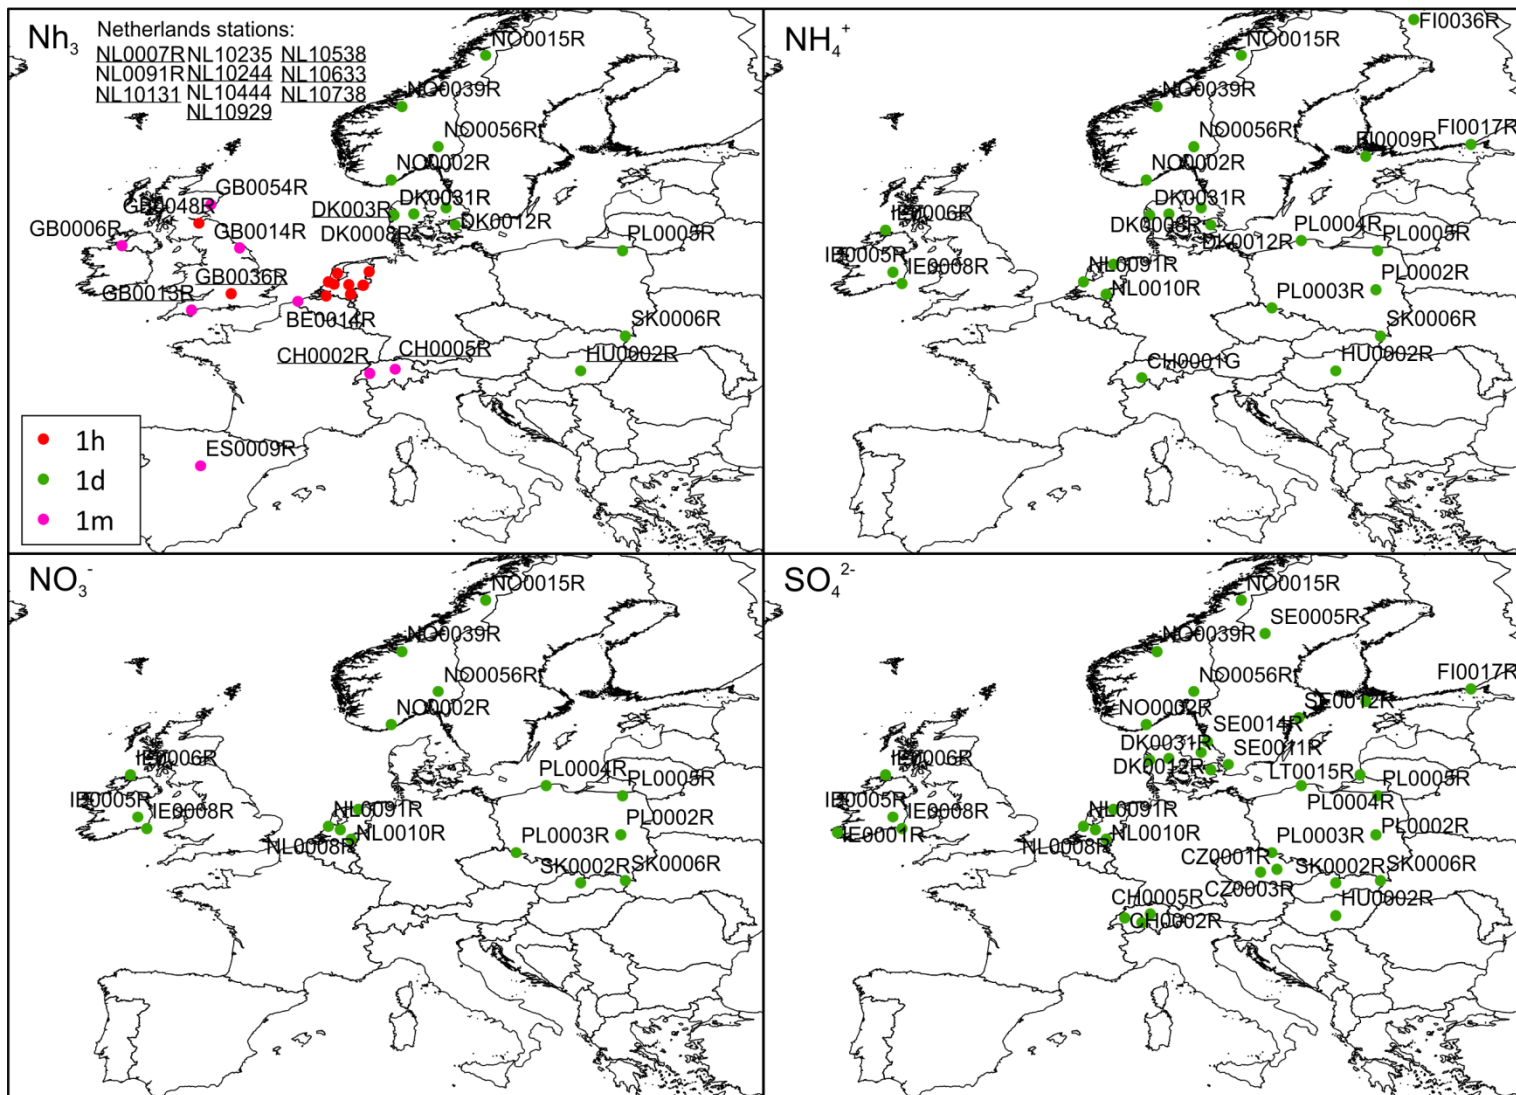 Nh₃
Netherlands stations:
NL0007R NL10235 NL10538
NL0091R NL10244 NL10633
NL10131 NL10444 NL10738
NL10929
NO0015R
NO0039R
NO0056R
NO0002R
GB0054R
GB0048R
GB0006R
GB0014R
DK0031R
DK003R
DK0012R
DK0008R
PL0005R
GB0036R
GB0013R
BE0014R
SK0006R
CH0005R
CH0002R
HU0002R
ES0009R
1h
1d
1m
NH₄⁺
FI0036R
NO0015R
NO0039R
NO0056R
FI0017R
FI0009R
NO0002R
DK0031R
IE0006R
DK0008R
PL0004R
DK0012R
PL0005R
IE0005R
IE0008R
NL0091R
PL0002R
NL0010R
PL0003R
SK0006R
CH0001G
HU0002R
NO₃⁻
NO0015R
NO0039R
NO0056R
NO0002R
IE0006R
PL0004R
PL0005R
IE0005R
IE0008R
NL0091R
PL0002R
NL0010R
PL0003R
NL0008R
SK0002R
SK0006R
SO₄²⁻
NO0015R
SE0005R
NO0039R
NO0056R
FI0017R
NO0002R
SE0012R
SE0014R
DK0031R
SE0011R
IE0006R
DK0012R
LT0015R
PL0005R
IE0005R
IE0008R
NL0091R
PL0004R
IE0001R
NL0010R
PL0003R
PL0002R
NL0008R
CZ0001R
SK0002R
SK0006R
CZ0003R
CH0005R
HU0002R
CH0002R